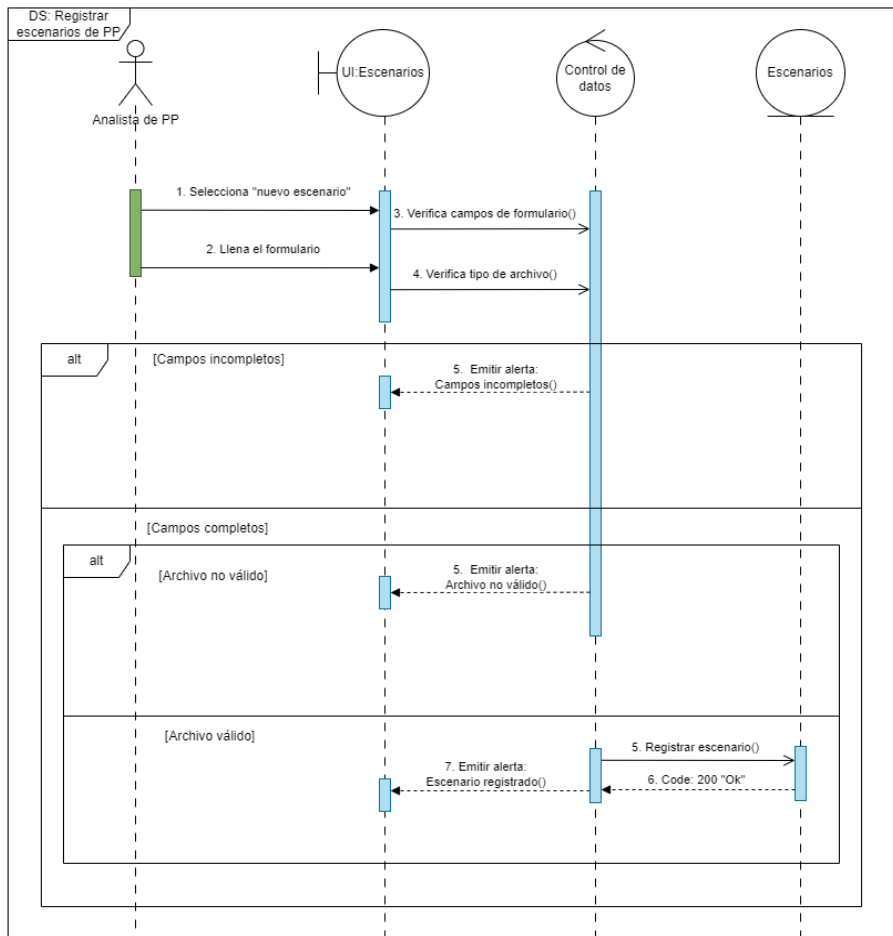 DS: Registrar
escenarios de PP
Analista de PP
UI:Escenarios
Control de
datos
Escenarios
1. Selecciona "nuevo escenario"
3. Verifica campos de formulario()
2. Llena el formulario
4. Verifica tipo de archivo()
alt
[Campos incompletos]
5. Emitir alerta:
Campos incompletos()
[Campos completos]
alt
[Archivo no válido]
5. Emitir alerta:
Archivo no válido()
[Archivo válido]
5. Registrar escenario()
7. Emitir alerta:
Escenario registrado()
6. Code: 200 "Ok"